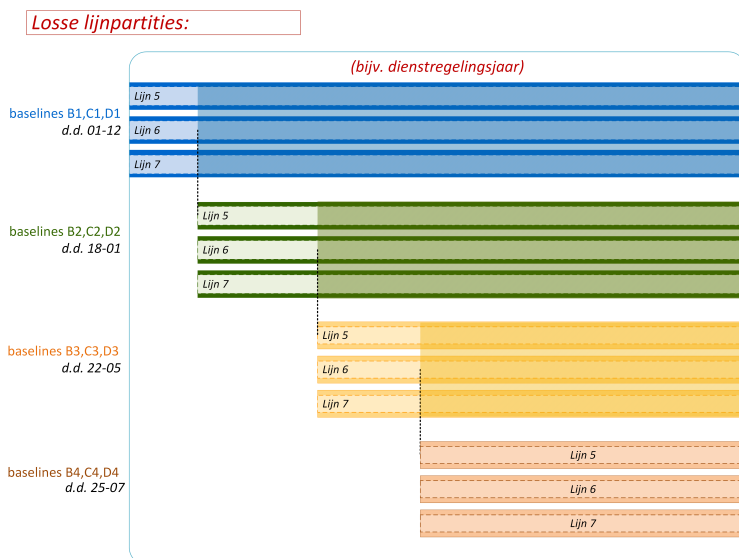 Losse lijnpartities:
(bijv. dienstregelingsjaar)
baselines B1,C1,D1
d.d. 01-12
Lijn 5
Lijn 6
Lijn 7
baselines B2,C2,D2
d.d. 18-01
Lijn 5
Lijn 6
Lijn 7
baselines B3,C3,D3
d.d. 22-05
Lijn 5
Lijn 6
Lijn 7
baselines B4,C4,D4
d.d. 25-07
Lijn 5
Lijn 6
Lijn 7